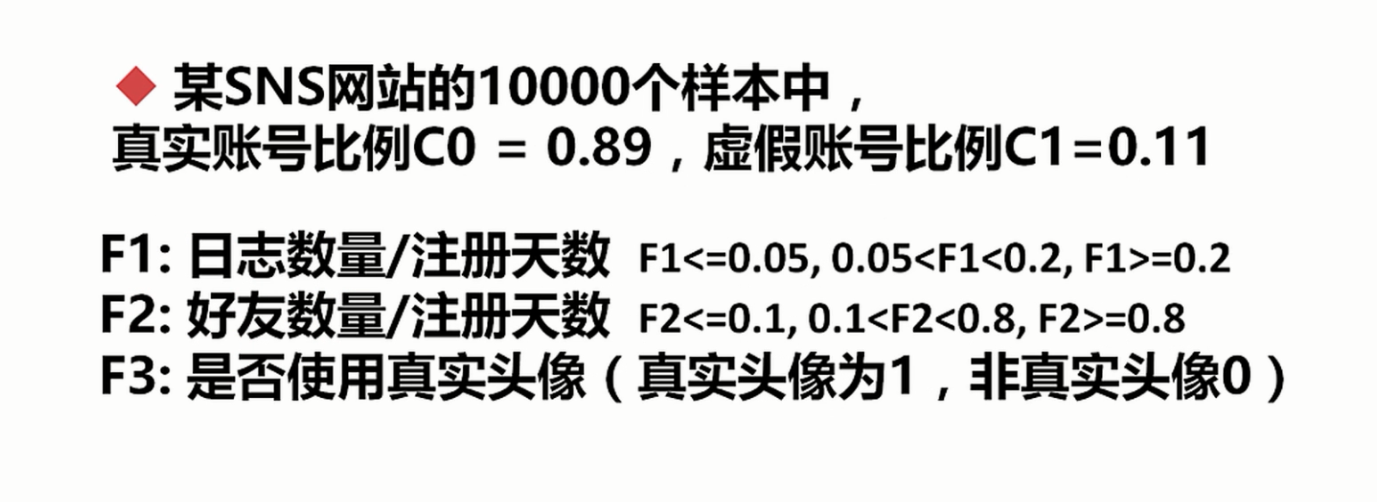 某SNS网站的10000个样本中，
真实账号比例C0 = 0.89，虚假账号比例C1=0.11
F1: 日志数量/注册天数 F1<=0.05, 0.05<F1<0.2, F1>=0.2
F2: 好友数量/注册天数 F2<=0.1, 0.1<F2<0.8, F2>=0.8
F3: 是否使用真实头像（真实头像为1，非真实头像0）